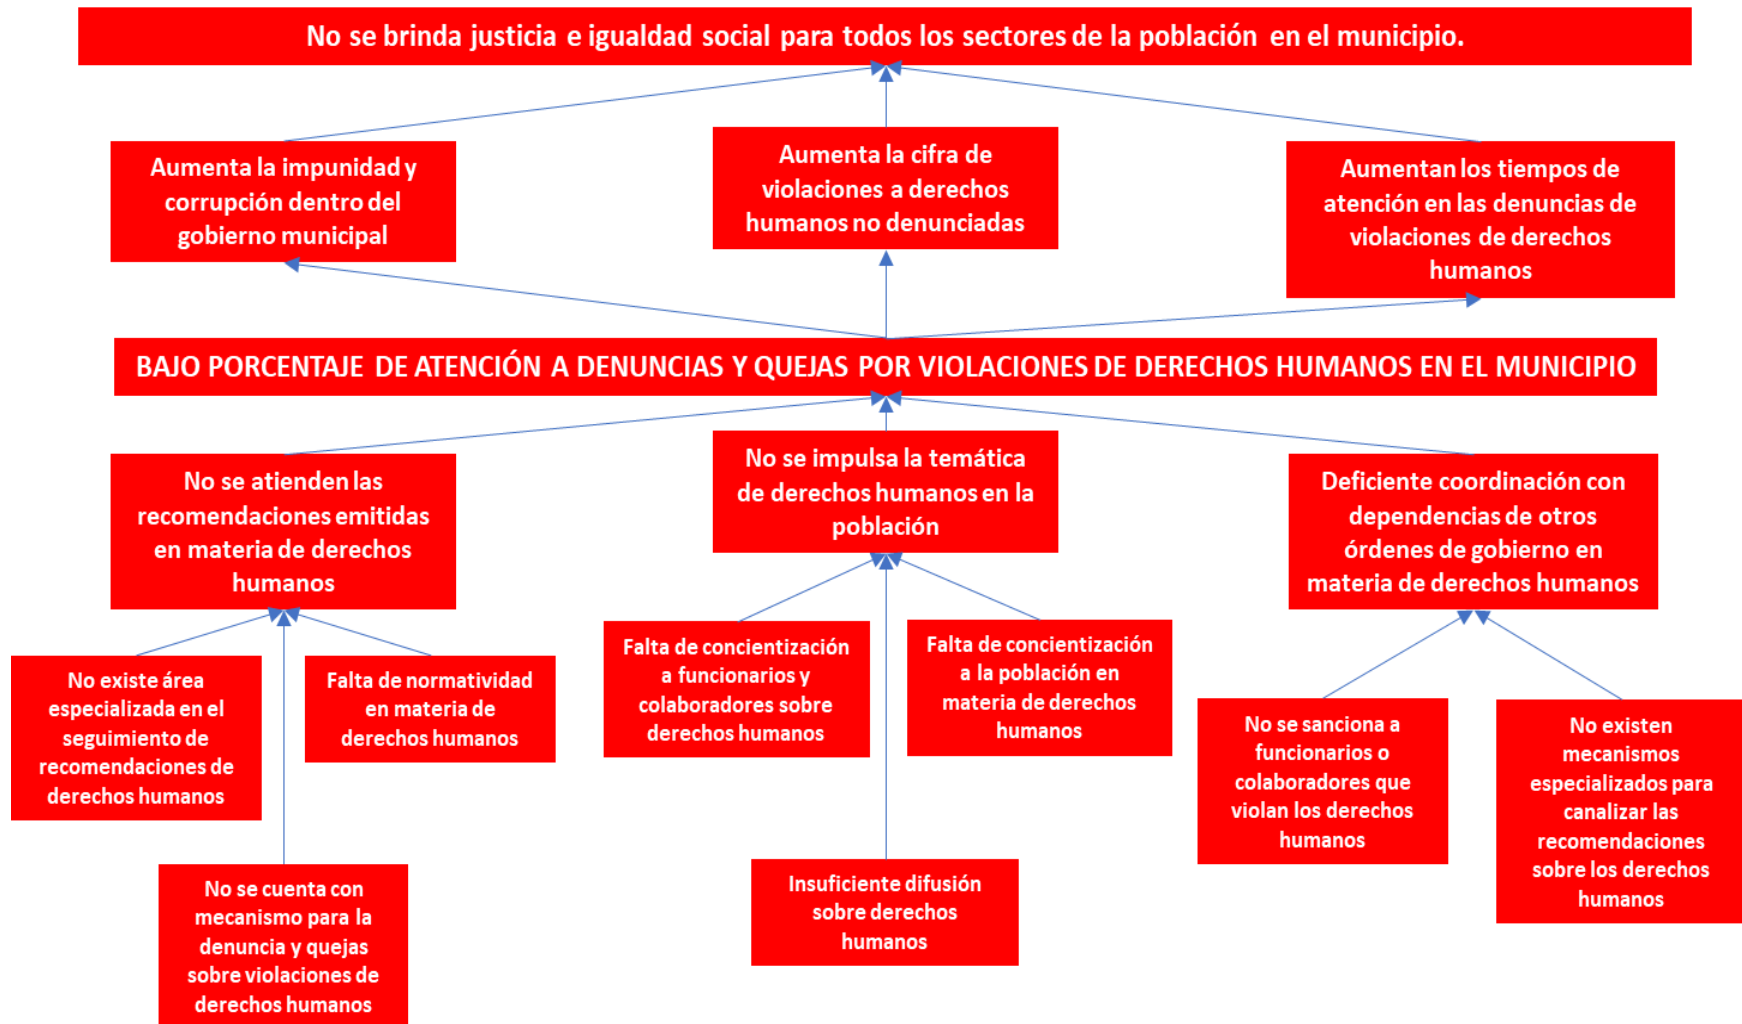 No se brinda justicia e igualdad social para todos los sectores de la población en el municipio.
Aumenta la impunidad y
corrupción dentro del
gobierno municipal
Aumenta la cifra de
violaciones a derechos
humanos no denunciadas
Aumentan los tiempos de
atención en las denuncias de
violaciones de derechos
humanos
BAJO PORCENTAJE DE ATENCIÓN A DENUNCIAS Y QUEJAS POR VIOLACIONES DE DERECHOS HUMANOS EN EL MUNICIPIO
No se atienden las
recomendaciones emitidas
en materia de derechos
humanos
No se impulsa la temática
de derechos humanos en la
población
Deficiente coordinación con
dependencias de otros
órdenes de gobierno en
materia de derechos humanos
No existe área
especializada en el
seguimiento de
recomendaciones de
derechos humanos
Falta de normatividad
en materia de
derechos humanos
Falta de concientización
a funcionarios y
colaboradores sobre
derechos humanos
Falta de concientización
a la población en
materia de derechos
humanos
No se sanciona a
funcionarios o
colaboradores que
violan los derechos
humanos
No existen
mecanismos
especializados para
canalizar las
recomendaciones
sobre los derechos
humanos
No se cuenta con
mecanismo para la
denuncia y quejas
sobre violaciones de
derechos humanos
Insuficiente difusión
sobre derechos
humanos